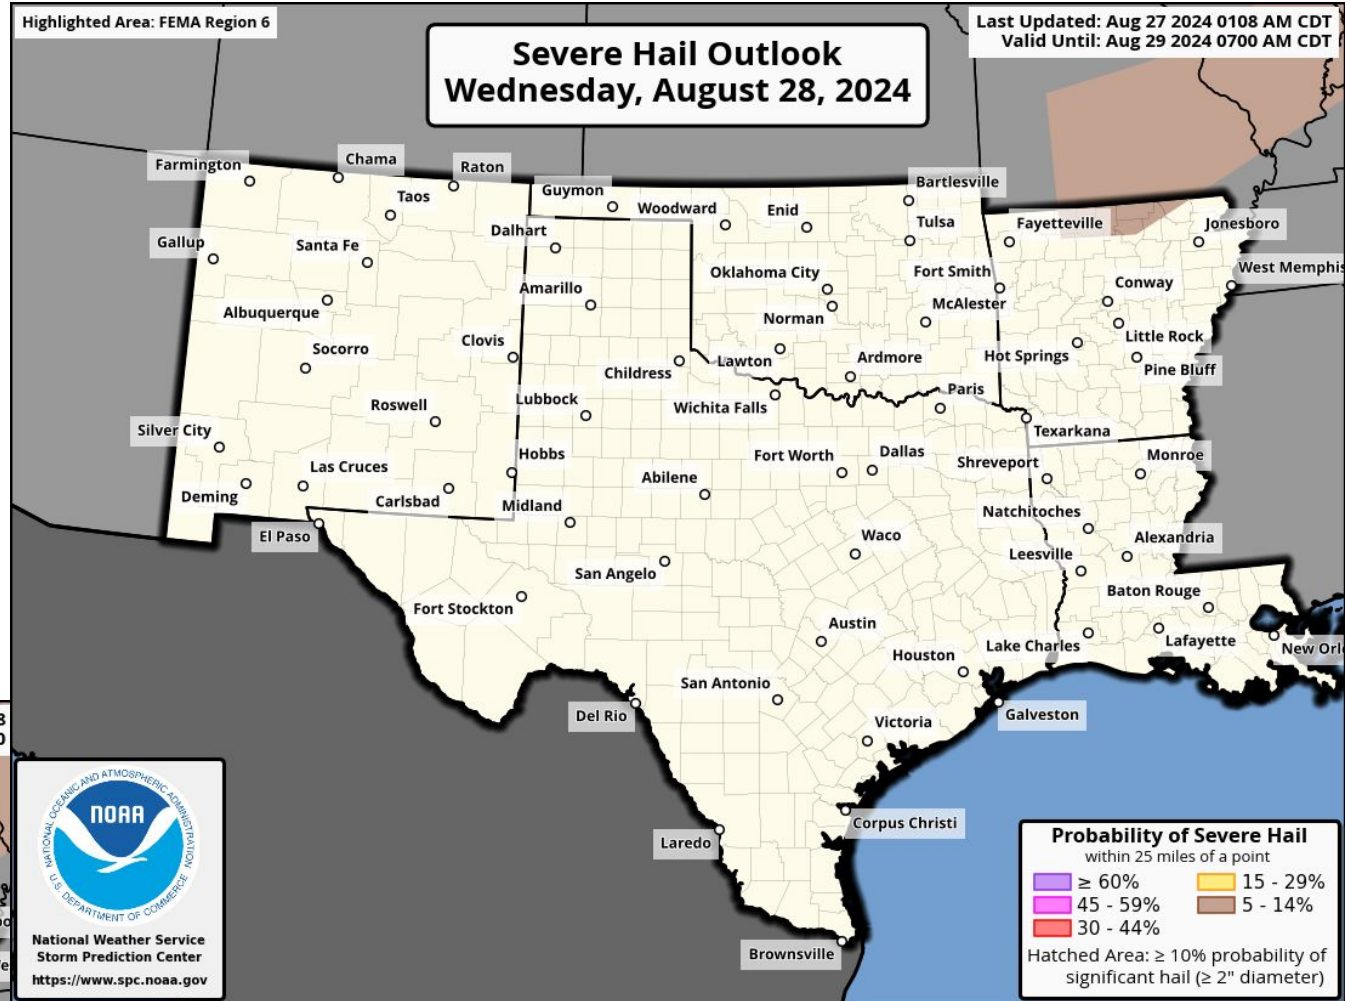 Highlighted Area: FEMA Region 6
Last Updated: Aug 27 2024 0108 AM CDT
Valid Until: Aug 29 2024 0700 AM CDT
Severe Hail Outlook
Wednesday, August 28, 2024
Farmington
Chama
Raton
Taos
Guymon
Woodward
Enid
Bartlesville
Tulsa
Fayetteville
Jonesboro
Gallup
Santa Fe
Dalhart
Oklahoma City
Fort Smith
West Memphis
Amarillo
Conway
Albuquerque
Norman
McAlester
Socorro
Clovis
Little Rock
Childress
Lawton
Ardmore
Hot Springs
Pine Bluff
Roswell
Lubbock
Wichita Falls
Paris
Silver City
Texarkana
Las Cruces
Hobbs
Abilene
Fort Worth
Dallas
Shreveport
Monroe
Deming
Carlsbad
Midland
Natchitoches
El Paso
Waco
Alexandria
San Angelo
Leesville
Fort Stockton
Baton Rouge
Austin
Lake Charles
Lafayette
New Orl
Houston
San Antonio
Del Rio
Victoria
Galveston
Laredo
Corpus Christi
Brownsville
8
0
NATIONAL OCEANIC AND ATMOSPHERIC ADMINISTRATION
NOAA
U.S. DEPARTMENT OF COMMERCE
National Weather Service
Storm Prediction Center
https://www.spc.noaa.gov
Probability of Severe Hail
within 25 miles of a point
≥ 60%
15 - 29%
45 - 59%
5 - 14%
30 - 44%
Hatched Area: ≥ 10% probability of
significant hail (≥ 2" diameter)